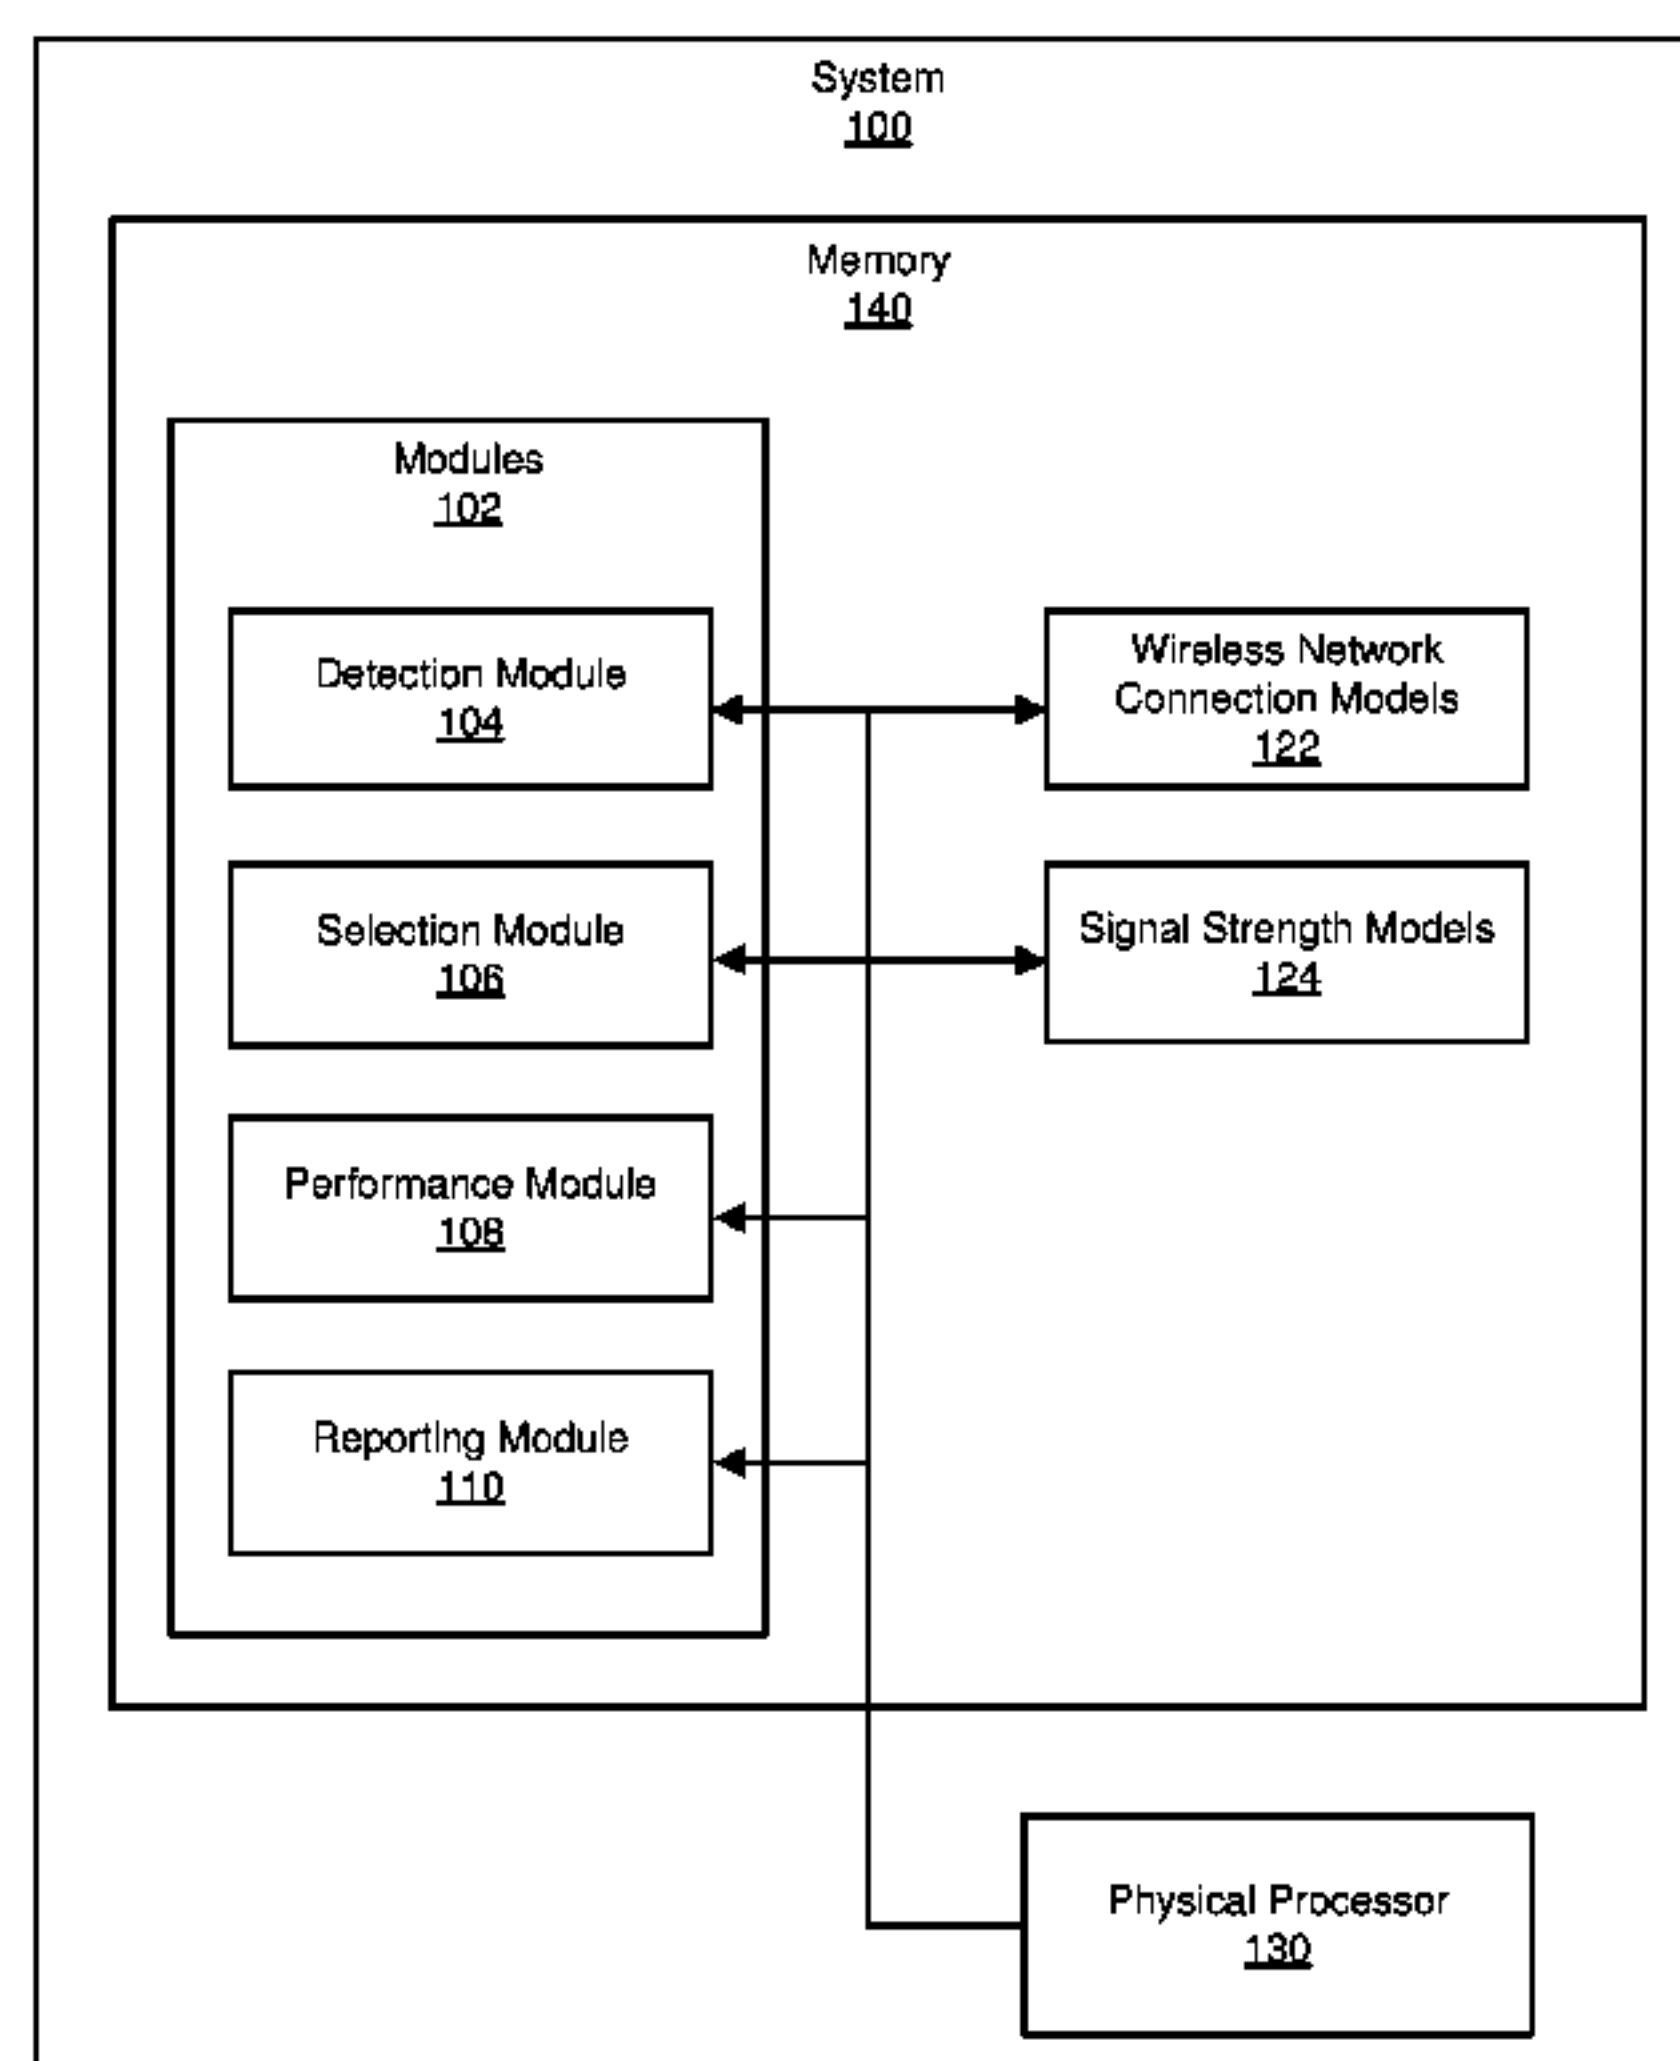 System
100
Memory
140
Modules
102
Detection Module
104
Wireless Network
Connection Models
122
Selection Module
106
Signal Strength Models
124
Performance Module
108
Reporting Module
110
Physical Processor
130